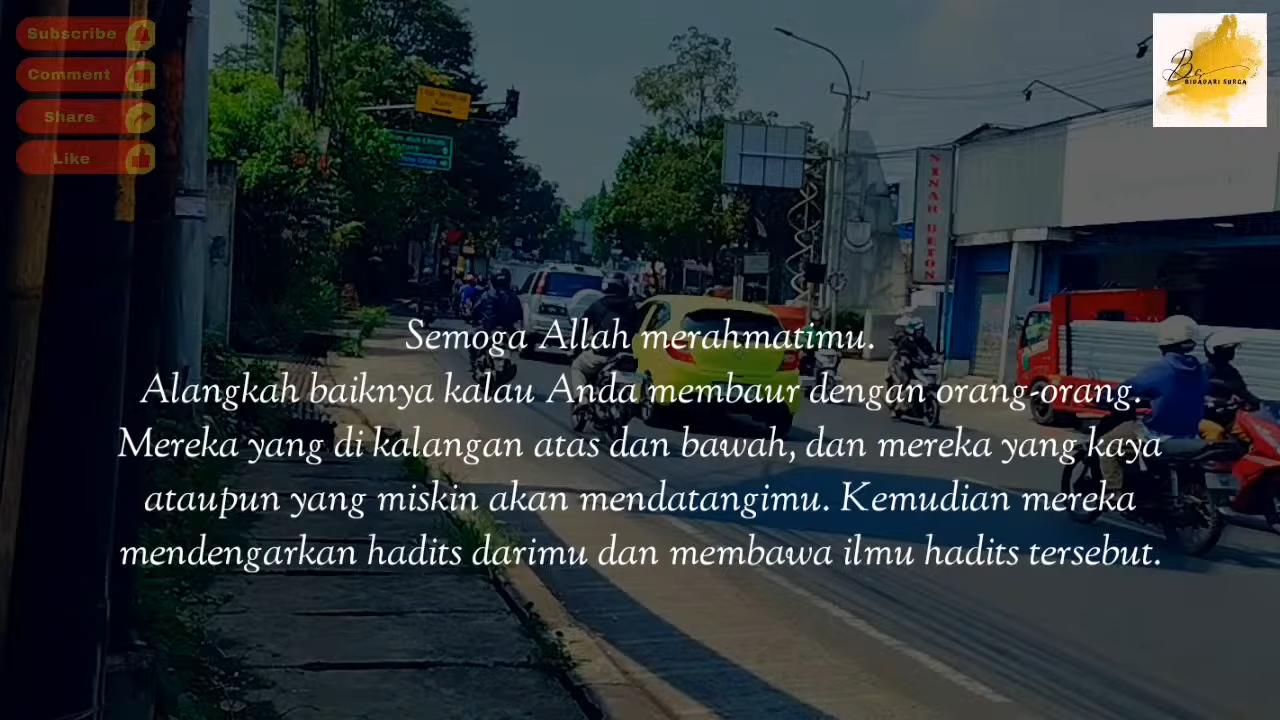 Subscribe
Comment
Share
Like
BIDADARI SURGA
NINAH BETON
Semoga Allah merahmatimu.
Alangkah baiknya kalau Anda membaur dengan orang-orang.
Mereka yang di kalangan atas dan bawah, dan mereka yang kaya
ataupun yang miskin akan mendatangimu. Kemudian mereka
mendengarkan hadits darimu dan membawa ilmu hadits tersebut.